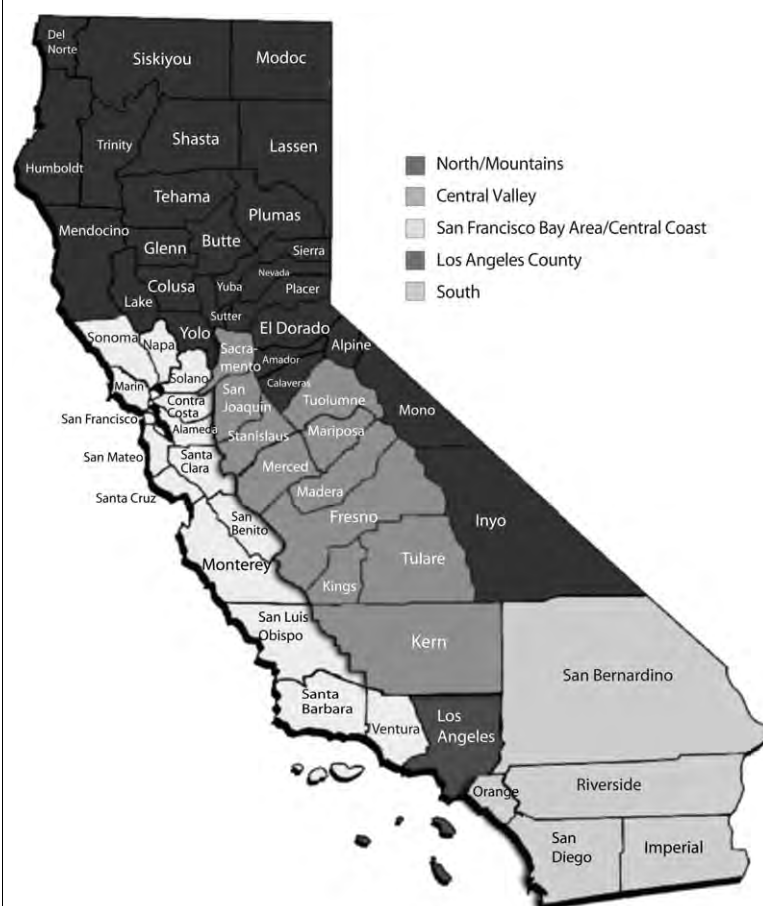 Del
Norte
Siskiyou
Modoc
Humboldt
Trinity
Shasta
Lassen
Tehama
Plumas
Mendocino
Glenn
Butte
Sierra
Nevada
Colusa
Yuba
Placer
Lake
Sutter
Yolo
El Dorado
Alpine
Sonoma
Napa
Sacra-
mento
Amador
Solano
Calaveras
Marin
San
Joaquin
Tuolumne
Mono
Contra
Costa
San Francisco
Alameda
Stanislaus
Mariposa
San Mateo
Santa
Clara
Merced
Santa Cruz
Madera
San
Benito
Fresno
Inyo
Monterey
Tulare
Kings
San Luis
Obispo
Kern
San Bernardino
Santa
Barbara
Ventura
Los
Angeles
Orange
Riverside
San
Diego
Imperial
North/Mountains
Central Valley
San Francisco Bay Area/Central Coast
Los Angeles County
South